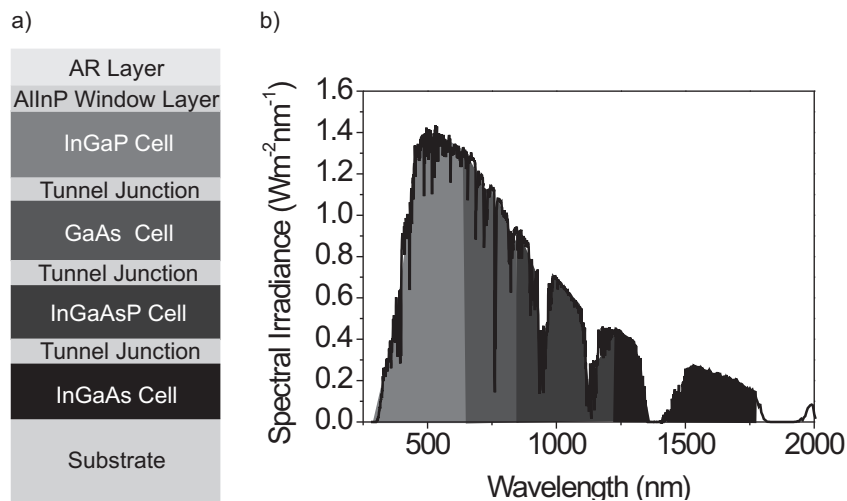 a)
AR Layer
AlInP Window Layer
InGaP Cell
Tunnel Junction
GaAs Cell
Tunnel Junction
InGaAsP Cell
Tunnel Junction
InGaAs Cell
Substrate
b)
Spectral Irradiance (Wm⁻²nm⁻¹)
1.6
1.4
1.2
1.0
0.8
0.6
0.4
0.2
0.0
500 1000 1500 2000
Wavelength (nm)